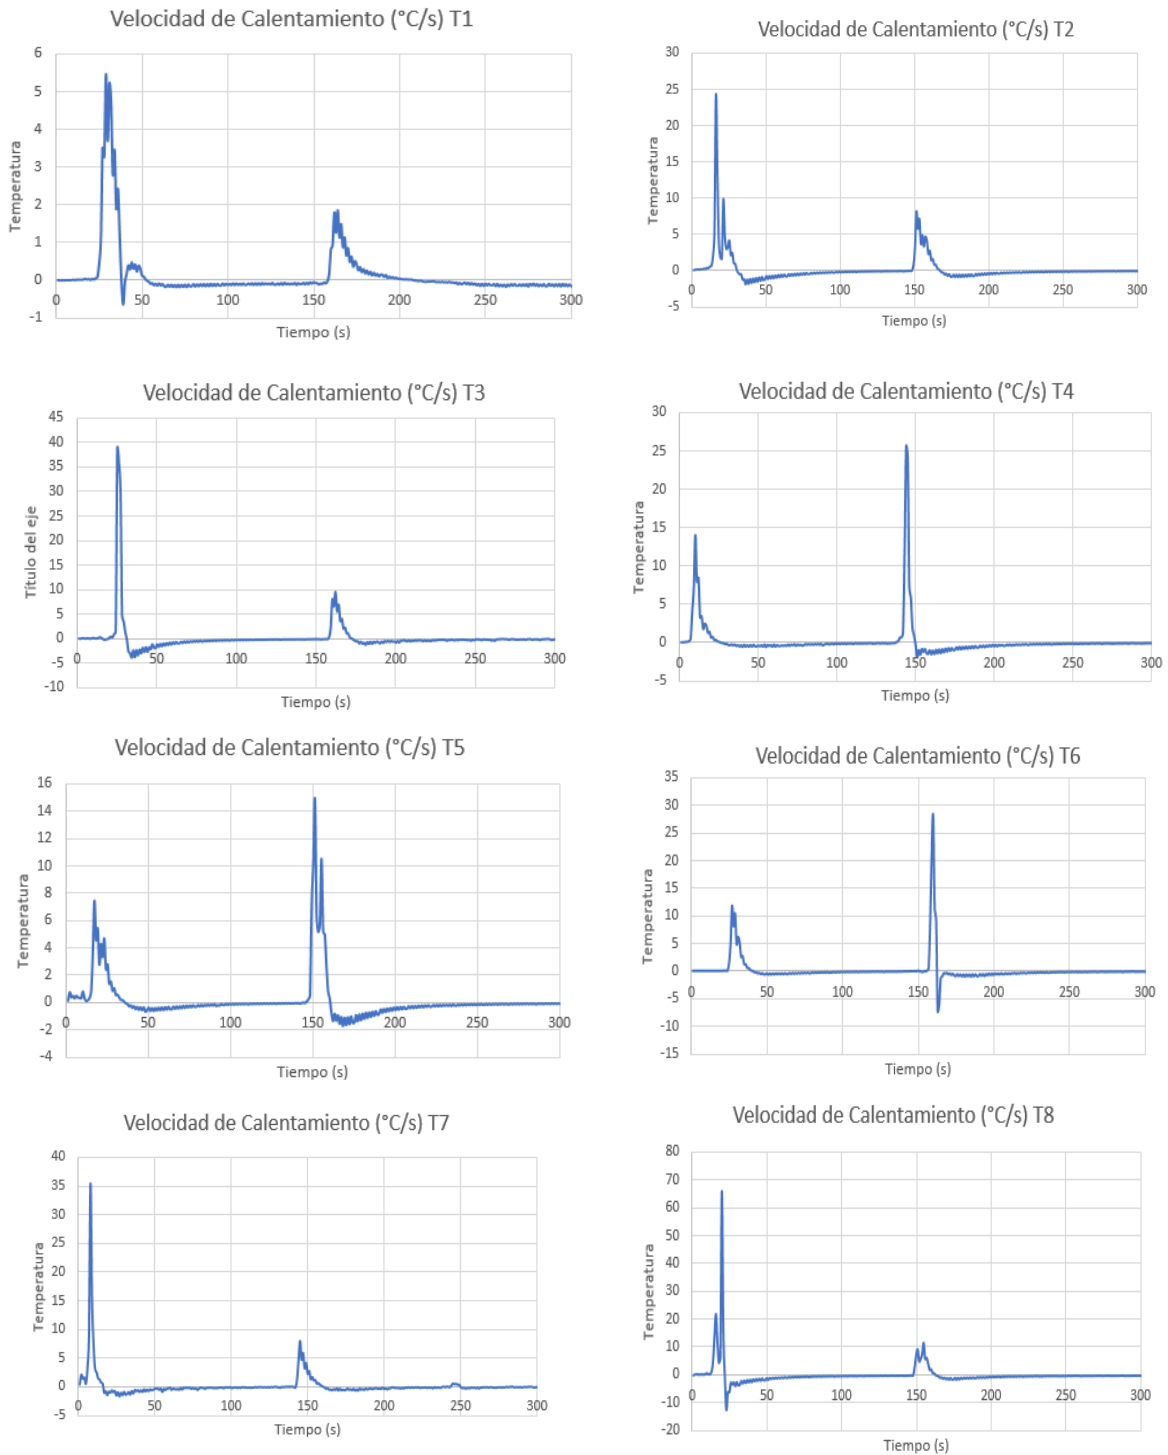 Velocidad de Calentamiento (°C/s) T1
6
5
4
3
2
1
0
-1
0 50 100 150 200 250 300
Temperatura
Tiempo (s)
Velocidad de Calentamiento (°C/s) T2
30
25
20
15
10
5
0
-5
0 50 100 150 200 250 300
Temperatura
Tiempo (s)
Velocidad de Calentamiento (°C/s) T3
45
40
35
30
25
20
15
10
5
0
-5
-10
0 50 100 150 200 250 300
Título del eje
Tiempo (s)
Velocidad de Calentamiento (°C/s) T4
30
25
20
15
10
5
0
-5
0 50 100 150 200 250 300
Temperatura
Tiempo (s)
Velocidad de Calentamiento (°C/s) T5
16
14
12
10
8
6
4
2
0
-2
-4
0 50 100 150 200 250 300
Temperatura
Tiempo (s)
Velocidad de Calentamiento (°C/s) T6
35
30
25
20
15
10
5
0
-5
-10
-15
0 50 100 150 200 250 300
Temperatura
Tiempo (s)
Velocidad de Calentamiento (°C/s) T7
40
35
30
25
20
15
10
5
0
-5
0 50 100 150 200 250 300
Temperatura
Tiempo (s)
Velocidad de Calentamiento (°C/s) T8
80
70
60
50
40
30
20
10
0
-10
-20
0 50 100 150 200 250 300
Temperatura
Tiempo (s)